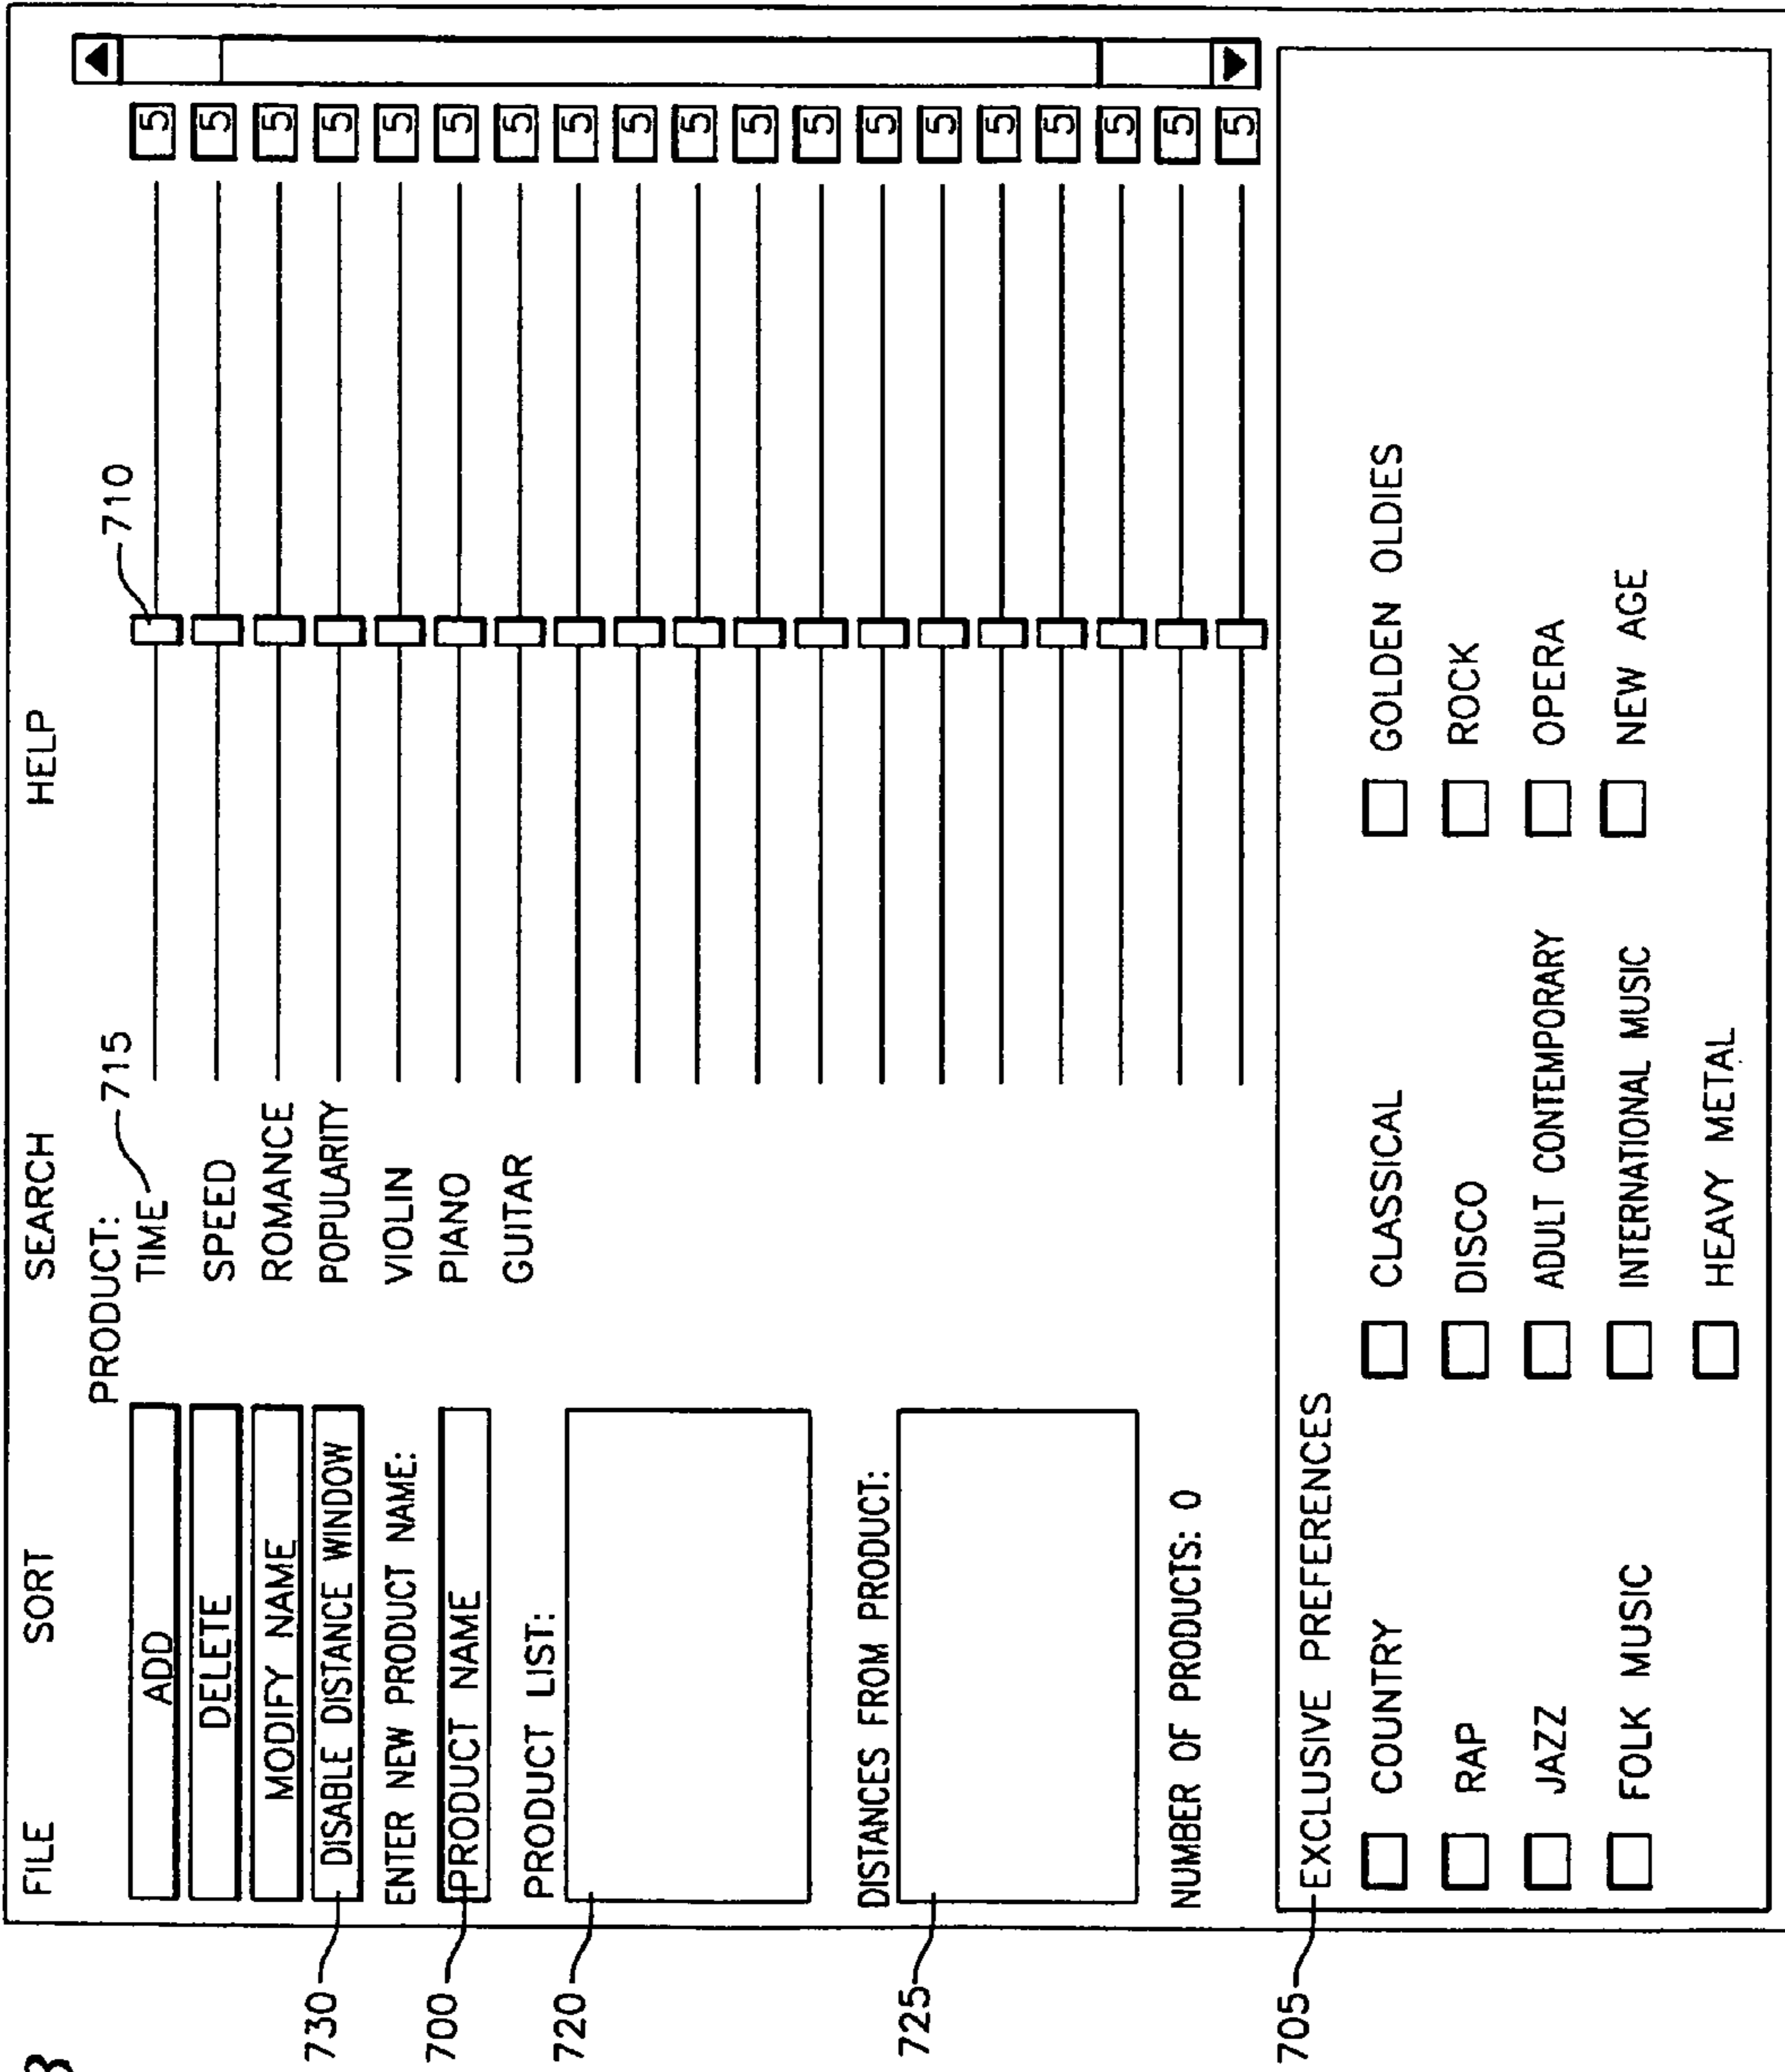 FILE SORT SEARCH HELP
PRODUCT:
715
710
ADD
DELETE
MODIFY NAME
730
DISABLE DISTANCE WINDOW
ENTER NEW PRODUCT NAME:
700
PRODUCT NAME
PRODUCT LIST:
720
DISTANCES FROM PRODUCT:
725
NUMBER OF PRODUCTS: 0
TIME 5
SPEED 5
ROMANCE 5
POPULARITY 5
VIOLIN 5
PIANO 5
GUITAR 5
5
5
5
5
5
5
5
5
5
5
5
5
705
EXCLUSIVE PREFERENCES
COUNTRY CLASSICAL GOLDEN OLDIES
RAP DISCO ROCK
JAZZ ADULT CONTEMPORARY OPERA
FOLK MUSIC INTERNATIONAL MUSIC NEW AGE
HEAVY METAL